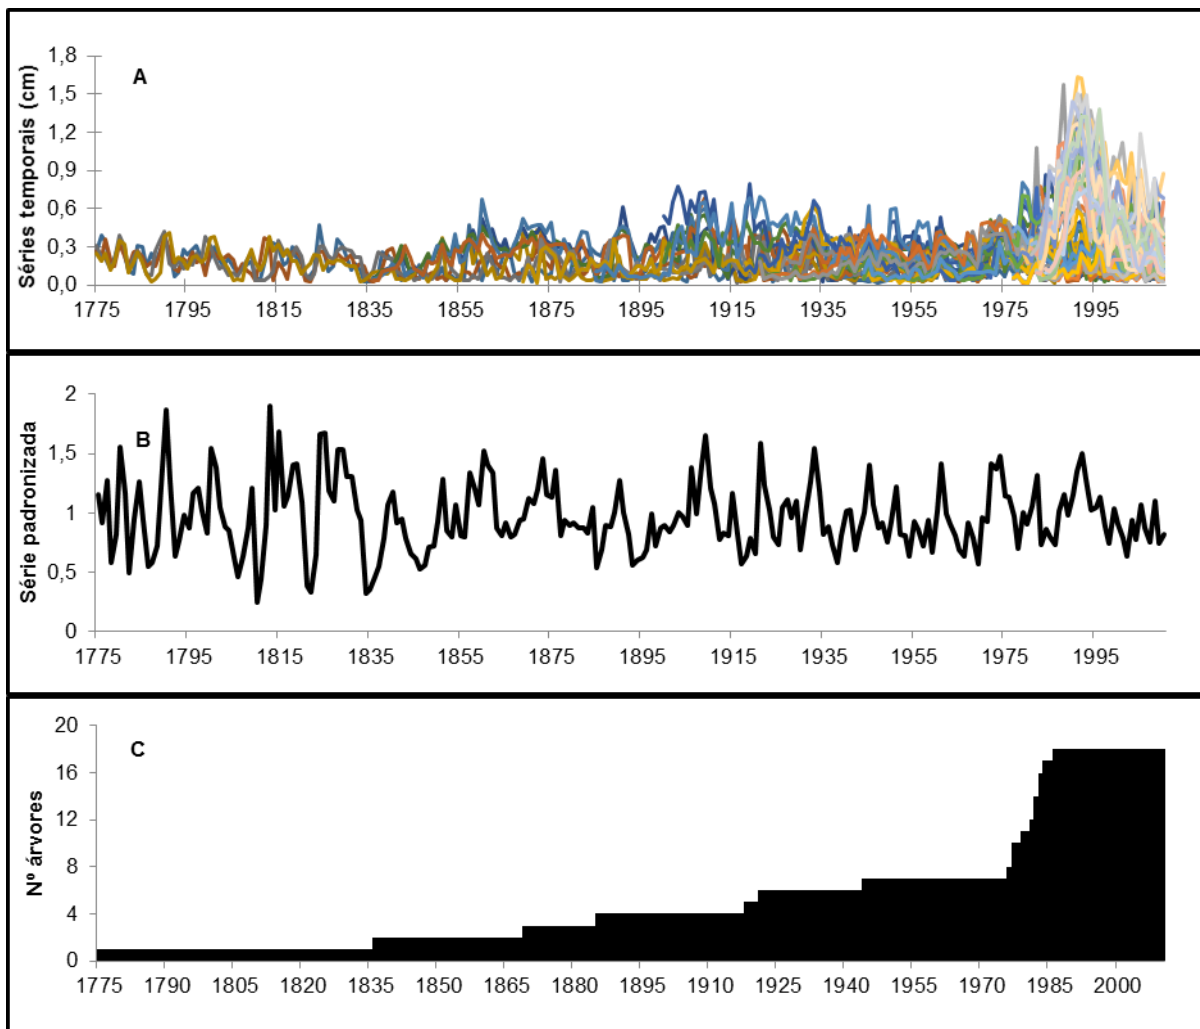 Séries temporais (cm)
1,8
1,5
1,2
0,9
0,6
0,3
0,0
A
1775 1795 1815 1835 1855 1875 1895 1915 1935 1955 1975 1995
Série padronizada
2
1,5
1
0,5
0
B
1775 1795 1815 1835 1855 1875 1895 1915 1935 1955 1975 1995
Nº árvores
20
16
12
8
4
0
C
1775 1790 1805 1820 1835 1850 1865 1880 1895 1910 1925 1940 1955 1970 1985 2000